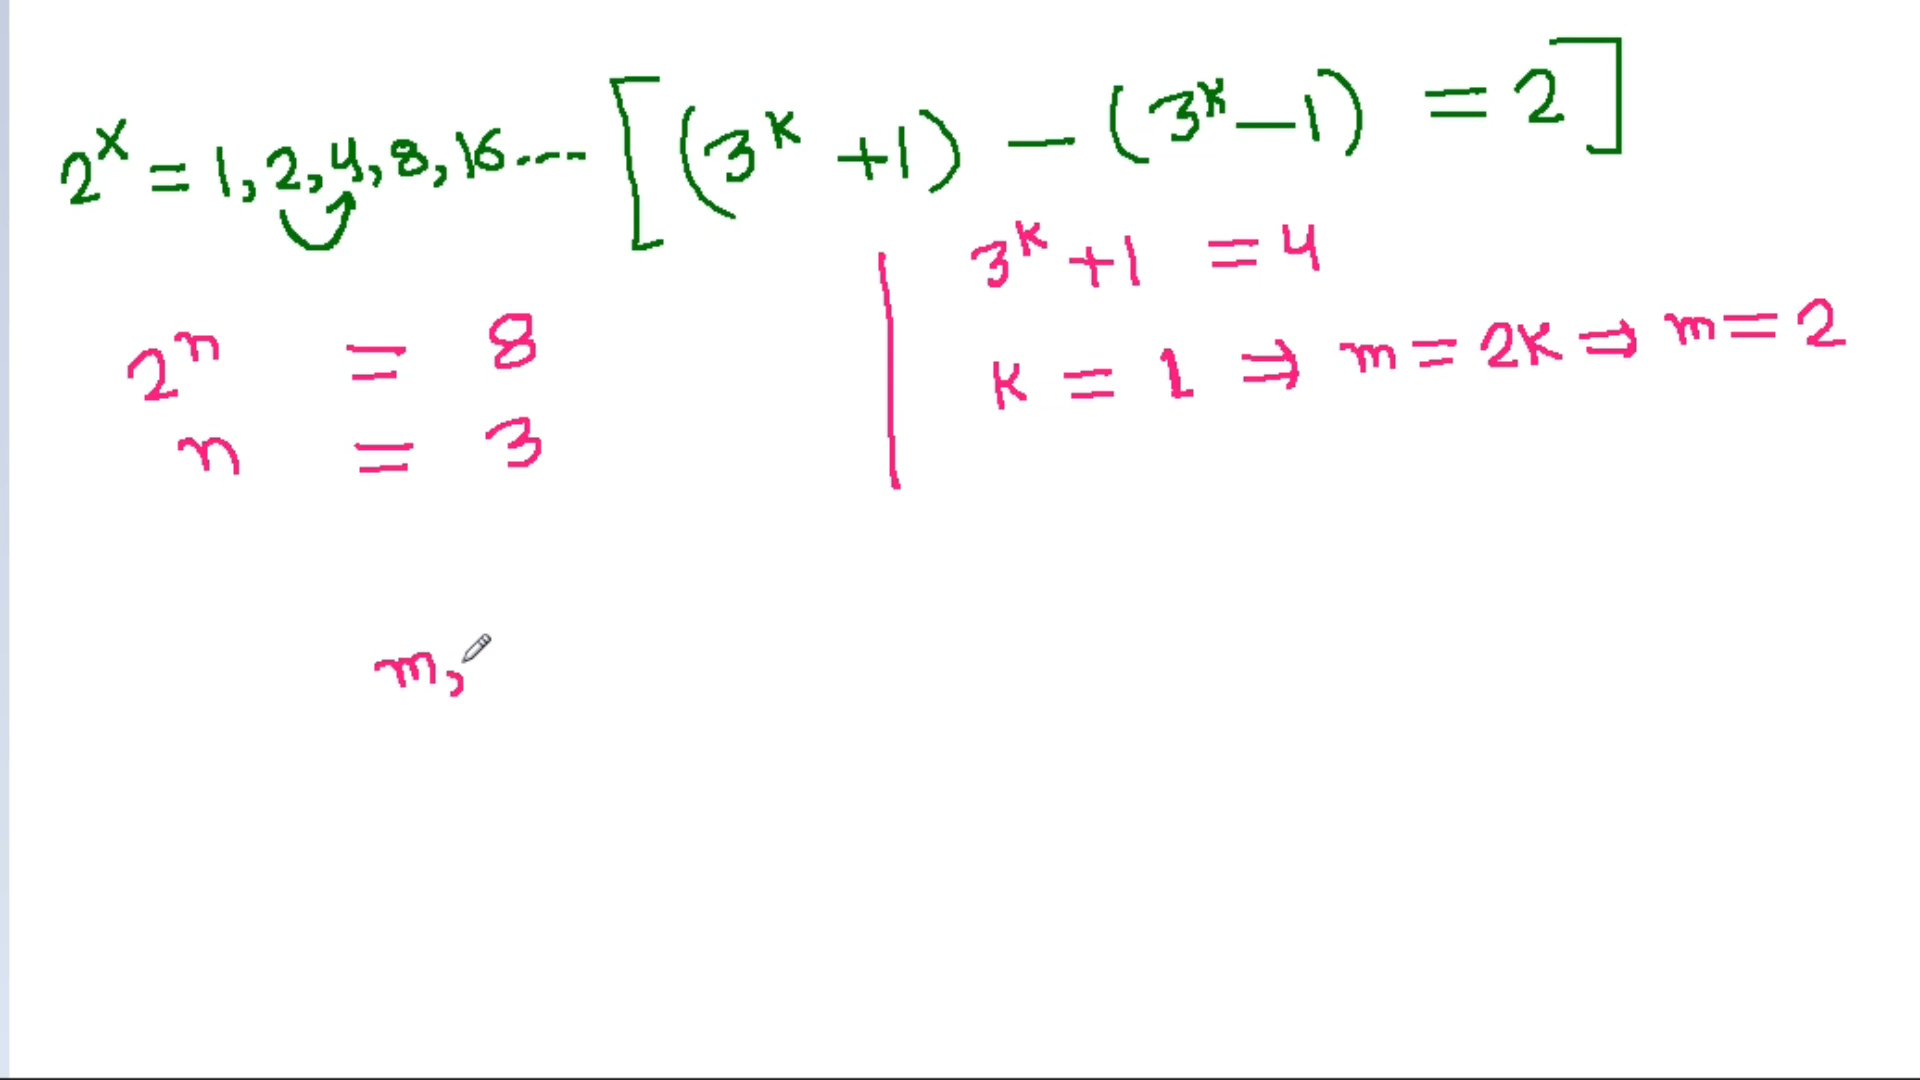 2^x = 1, 2, 4, 8, 16 ---- [(3^k + 1) - (3^k - 1) = 2]
3^k + 1 = 4
2^n = 8
k = 1 ⇒ m = 2k ⇒ m = 2
n = 3
m,